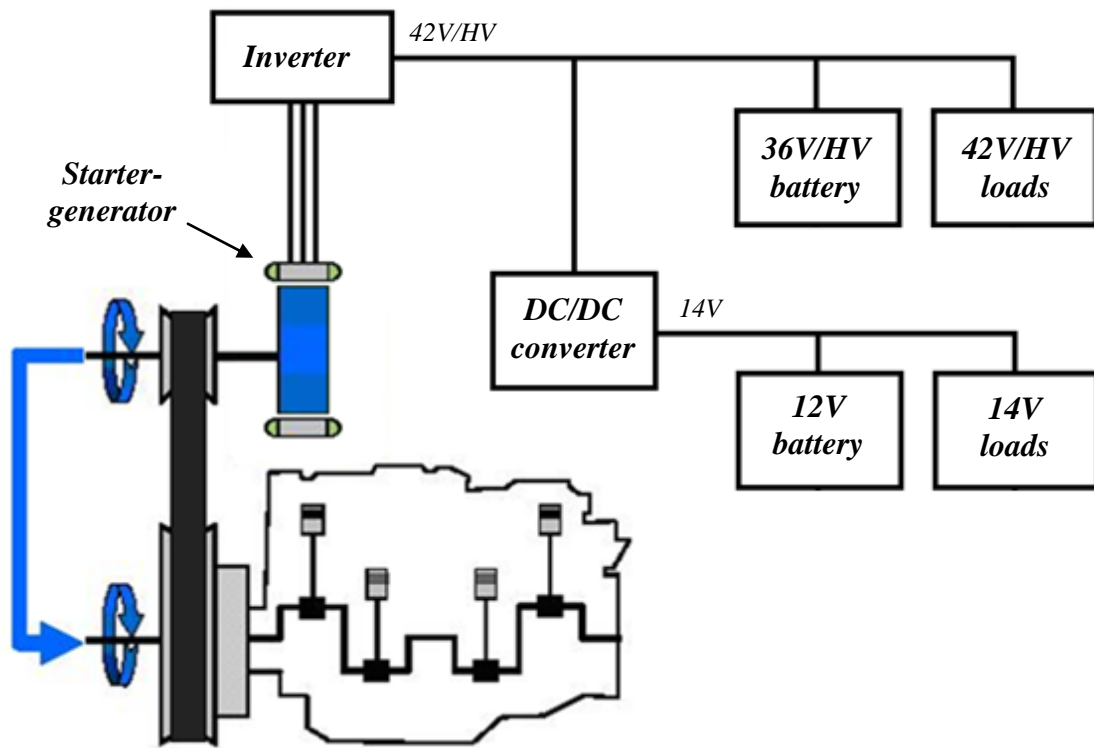 42V/HV
Inverter
36V/HV
battery
42V/HV
loads
Starter-
generator
DC/DC
converter
14V
12V
battery
14V
loads